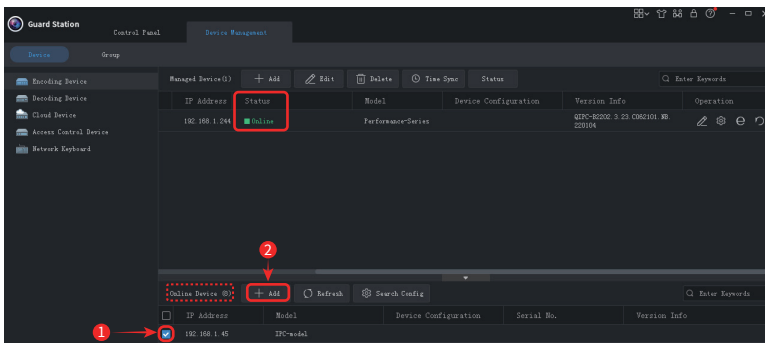 Guard Station
Control Panel
Device Management
Device
Group
Encoding Device
Decoding Device
Cloud Device
Access Control Device
Network Keyboard
Managed Device(1)
Add
Edit
Delete
Time Sync
Status
Enter Keywords
IP Address Status Model Device Configuration Version Info Operation
192.168.1.244 Online Performance-Series QIPC-B2202.3.23.C062101.NB.
220104
2
Online Device
Add
Refresh
Search Config
Enter Keywords
IP Address Model Device Configuration Serial No. Version Info
1
192.168.1.45 IPC-model